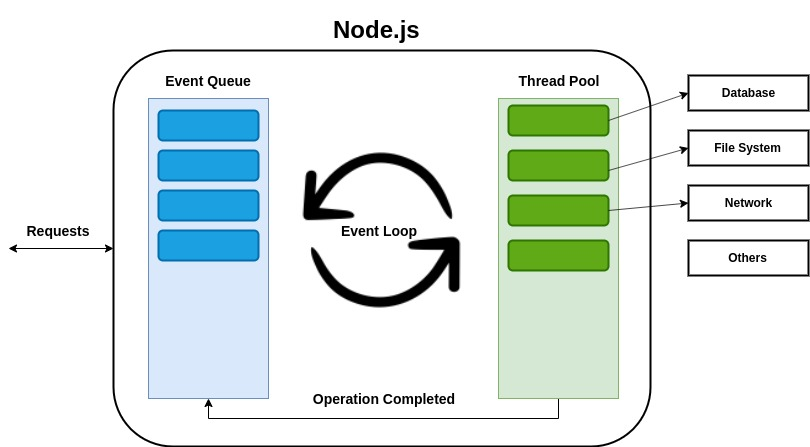 Node.js
Event Queue
Thread Pool
Database
File System
Network
Others
Requests
Event Loop
Operation Completed